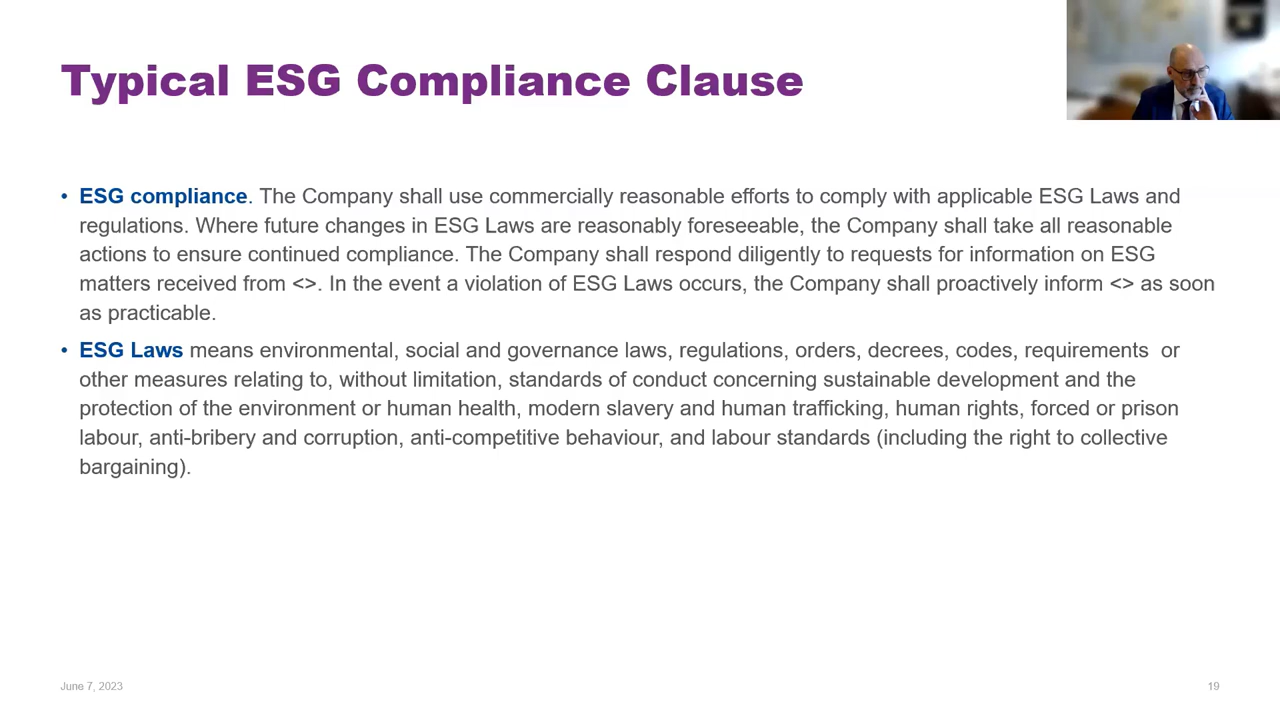 Typical ESG Compliance Clause
• ESG compliance. The Company shall use commercially reasonable efforts to comply with applicable ESG Laws and
regulations. Where future changes in ESG Laws are reasonably foreseeable, the Company shall take all reasonable
actions to ensure continued compliance. The Company shall respond diligently to requests for information on ESG
matters received from <>. In the event a violation of ESG Laws occurs, the Company shall proactively inform <> as soon
as practicable.
• ESG Laws means environmental, social and governance laws, regulations, orders, decrees, codes, requirements or
other measures relating to, without limitation, standards of conduct concerning sustainable development and the
protection of the environment or human health, modern slavery and human trafficking, human rights, forced or prison
labour, anti-bribery and corruption, anti-competitive behaviour, and labour standards (including the right to collective
bargaining).
June 7, 2023
19